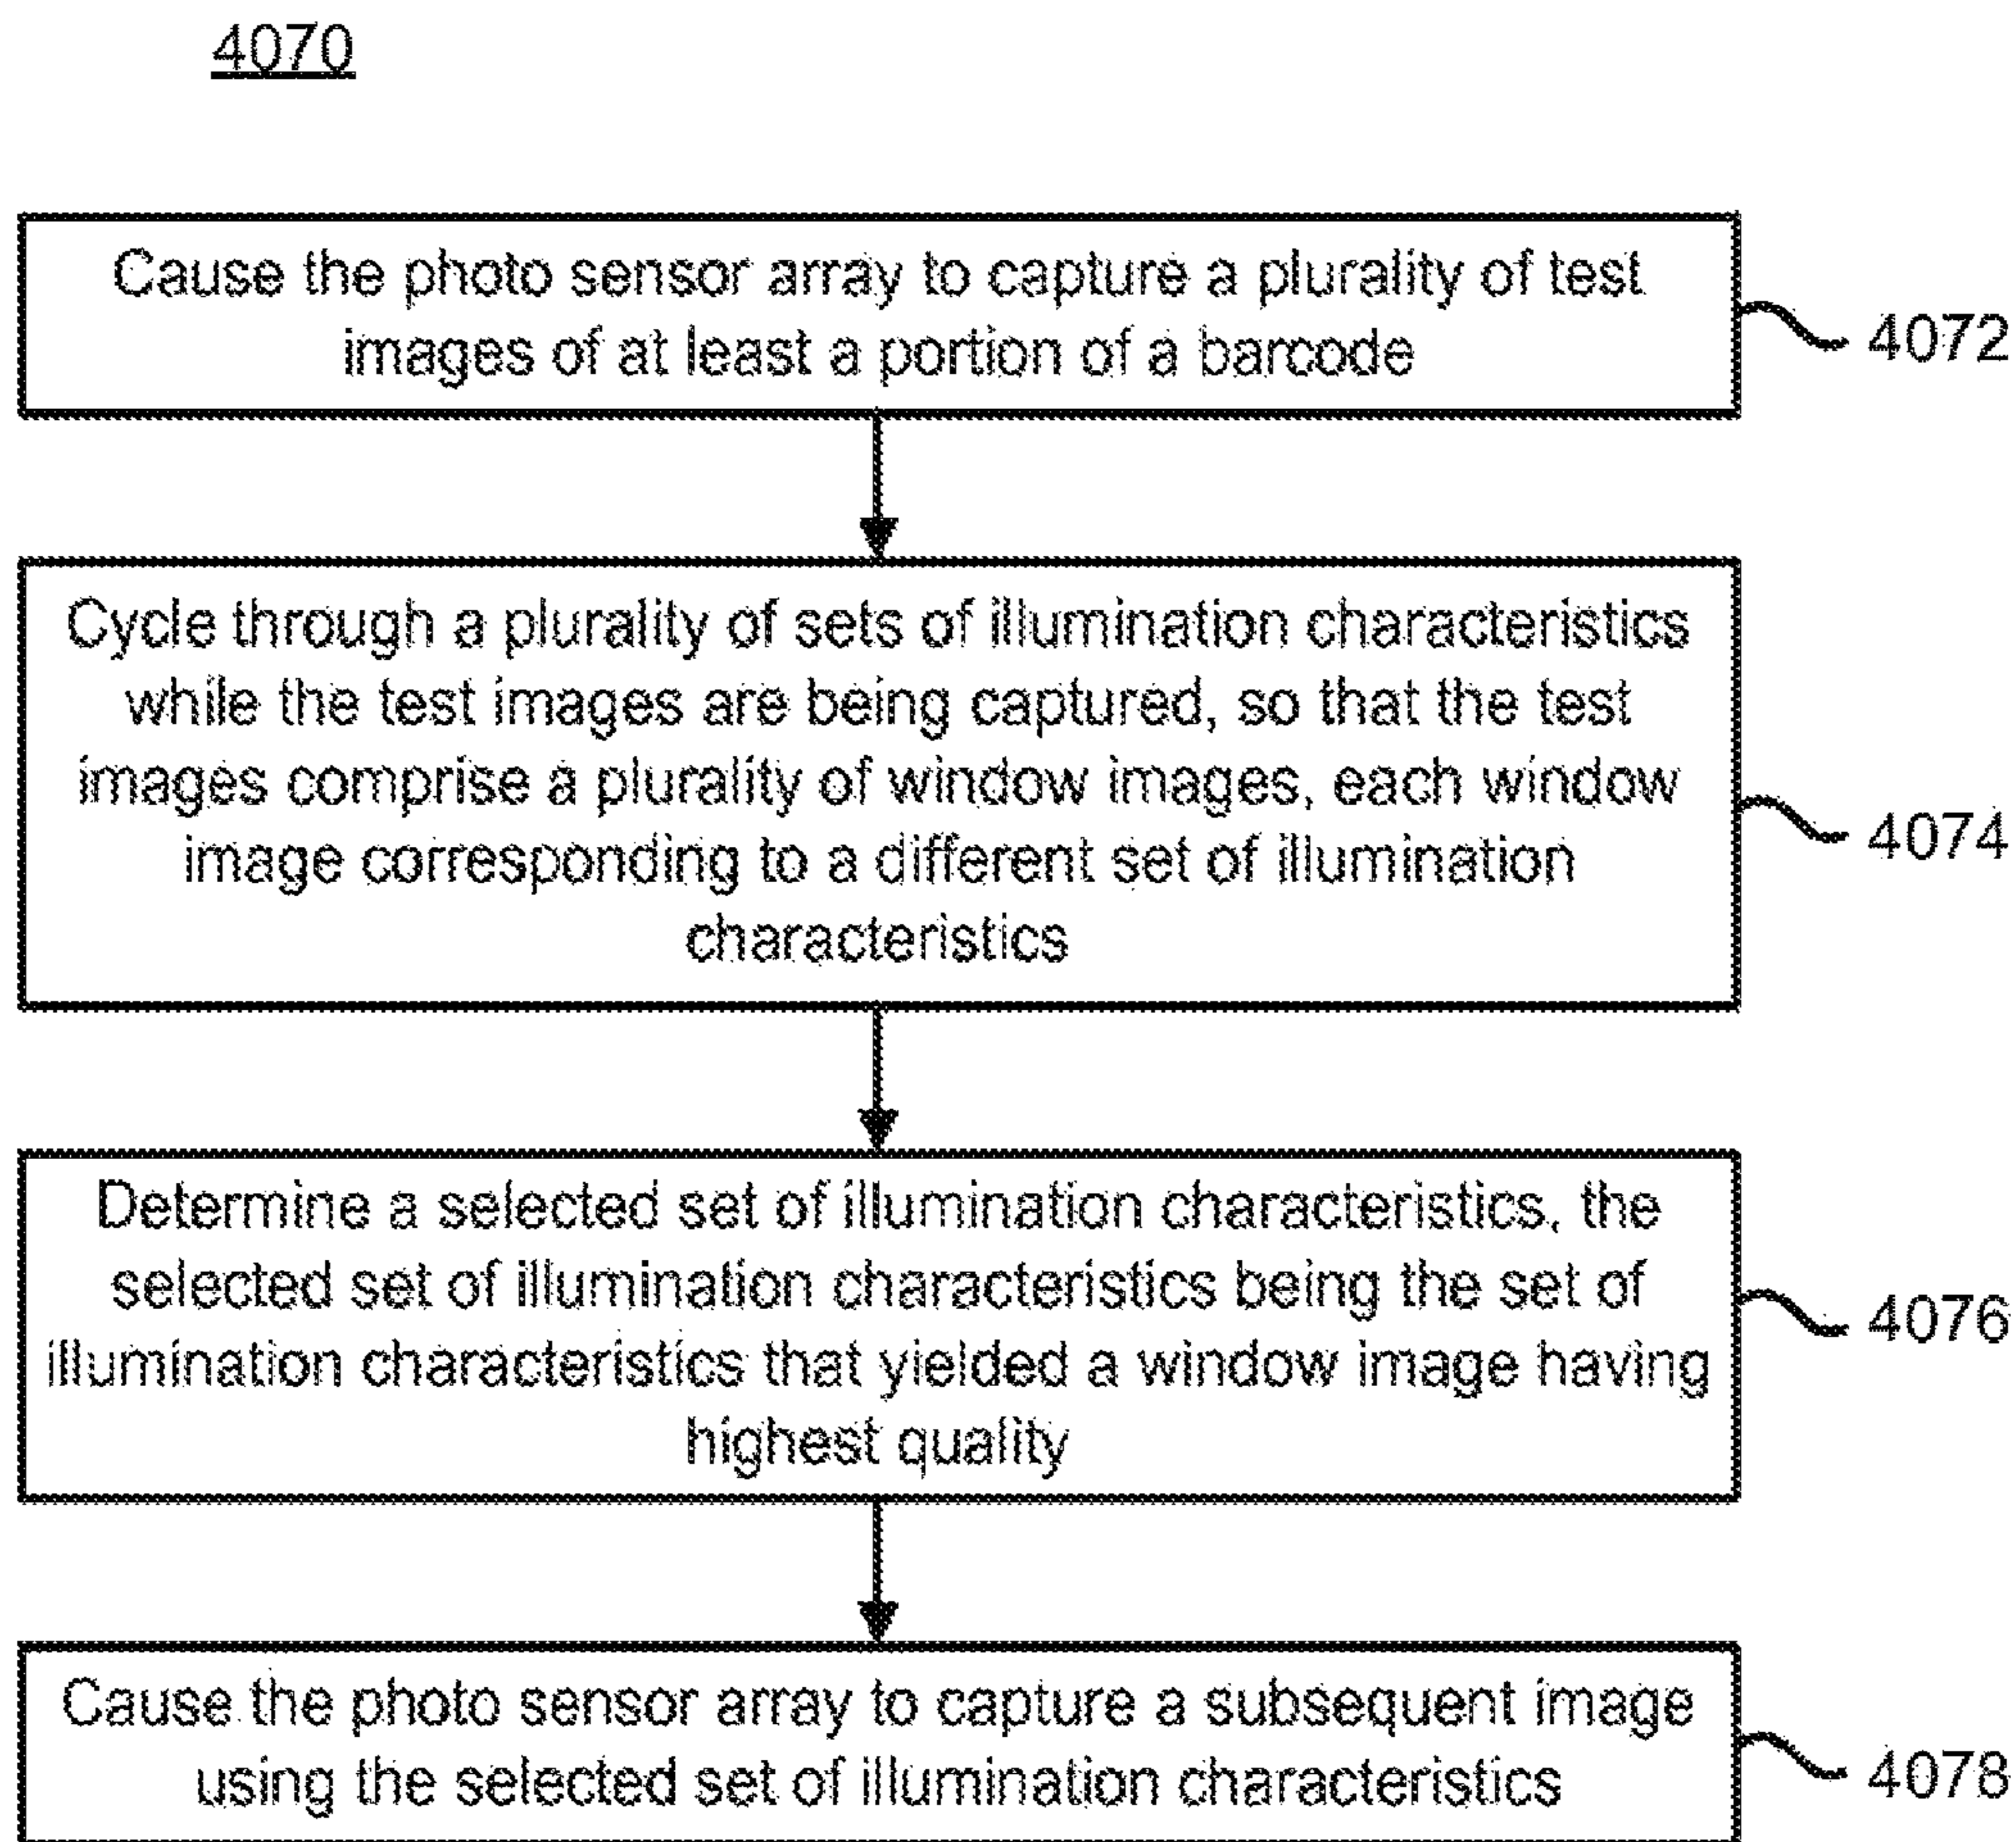 4070
Cause the photo sensor array to capture a plurality of test
images of at least a portion of a barcode
4072
Cycle through a plurality of sets of illumination characteristics
while the test images are being captured, so that the test
images comprise a plurality of window images, each window
image corresponding to a different set of illumination
characteristics
4074
Determine a selected set of illumination characteristics, the
selected set of illumination characteristics being the set of
illumination characteristics that yielded a window image having
highest quality
4076
Cause the photo sensor array to capture a subsequent image
using the selected set of illumination characteristics
4078